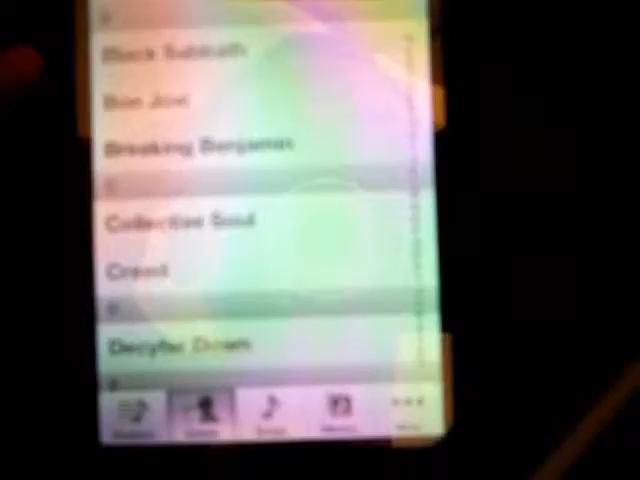 Black Sabbath
Bon Jovi
Breaking Benjamin
C
Collective Soul
Creed
D
Decyfer Down